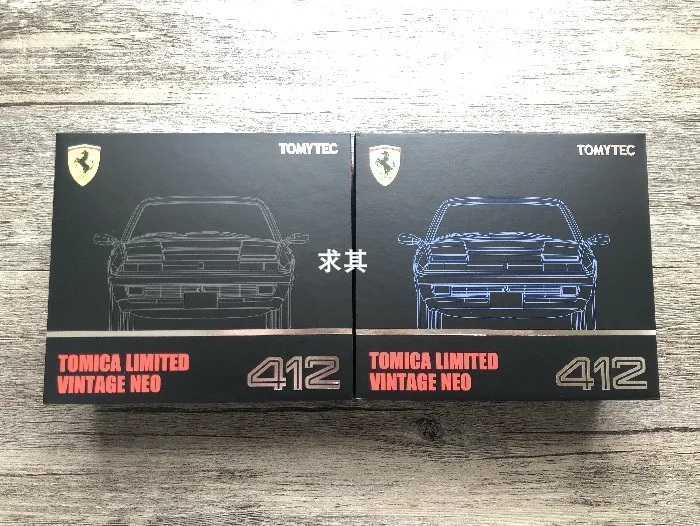 TOMYTEC
TOMICA LIMITED
VINTAGE NEO
412
求其
TOMYTEC
TOMICA LIMITED
VINTAGE NEO
412